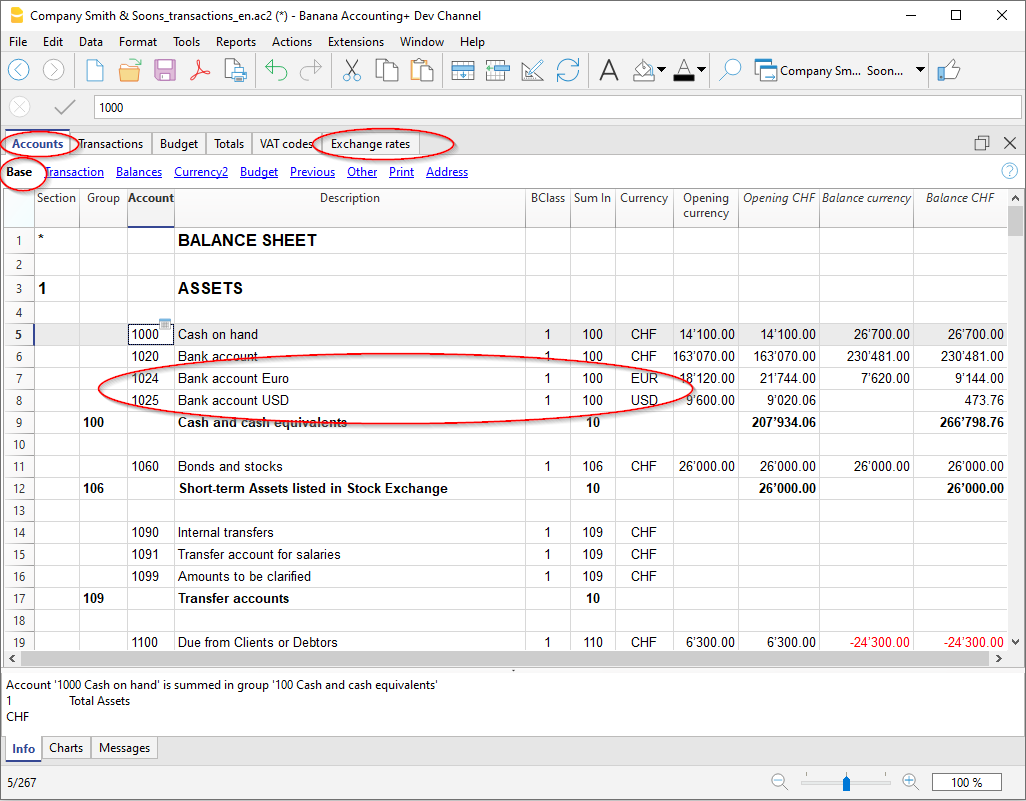 Company Smith & Soons_transactions_en.ac2 (*) - Banana Accounting+ Dev Channel
File Edit Data Format Tools Reports Actions Extensions Window Help
Company Sm... Soon...
1000
Accounts Transactions Budget Totals VAT codes Exchange rates
Base Transaction Balances Currency2 Budget Previous Other Print Address
Section Group Account Description BClass Sum In Currency Opening currency Opening CHF Balance currency Balance CHF
1 * BALANCE SHEET
2
3 1 ASSETS
4
5 1000 Cash on hand 1 100 CHF 14'100.00 14'100.00 26'700.00 26'700.00
6 1020 Bank account 1 100 CHF 163'070.00 163'070.00 230'481.00 230'481.00
7 1024 Bank account Euro 1 100 EUR 18'120.00 21'744.00 7'620.00 9'144.00
8 1025 Bank account USD 1 100 USD 9'600.00 9'020.06 473.76
9 100 Cash and cash equivalents 10 207'934.06 266'798.76
10
11 1060 Bonds and stocks 1 106 CHF 26'000.00 26'000.00 26'000.00 26'000.00
12 106 Short-term Assets listed in Stock Exchange 10 26'000.00 26'000.00
13
14 1090 Internal transfers 1 109 CHF
15 1091 Transfer account for salaries 1 109 CHF
16 1099 Amounts to be clarified 1 109 CHF
17 109 Transfer accounts 10
18
19 1100 Due from Clients or Debtors 1 110 CHF 6'300.00 6'300.00 -24'300.00 -24'300.00
Account '1000 Cash on hand' is summed in group '100 Cash and cash equivalents'
1 Total Assets
CHF
Info Charts Messages
5/267 100 %